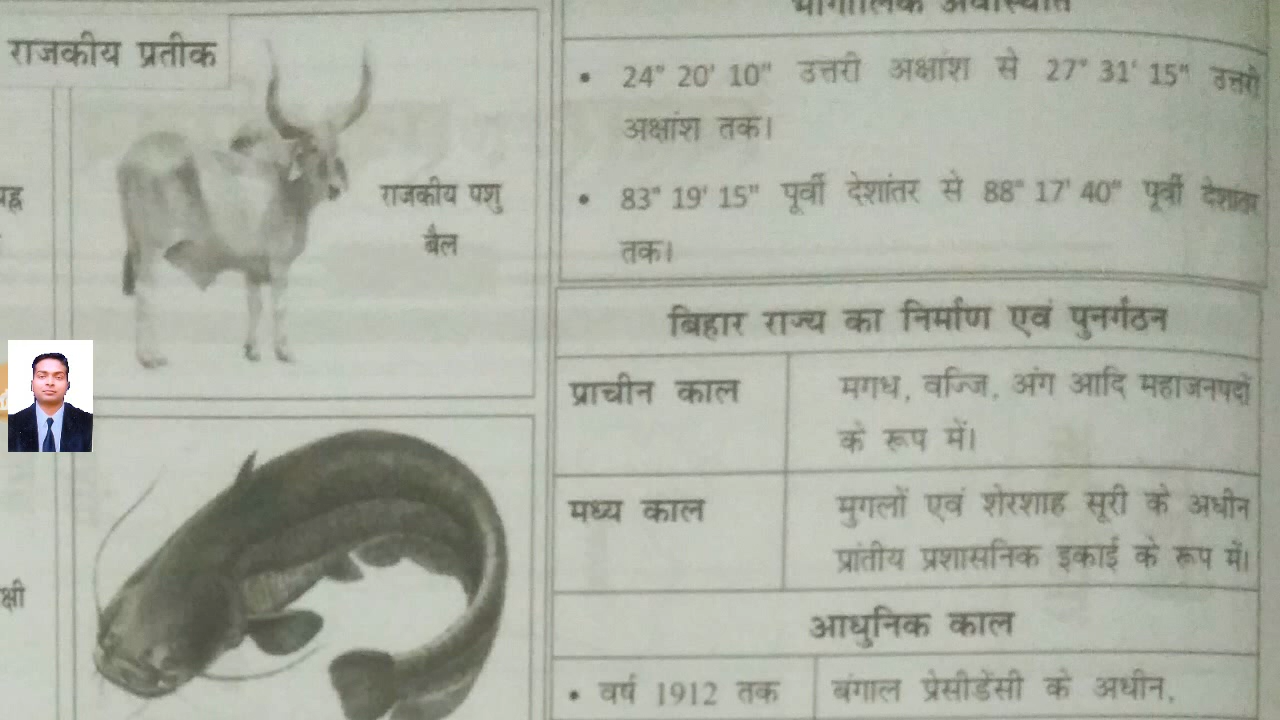 राजकीय प्रतीक
राजकीय पशु
बैल
भौगोलिक अवस्थिति
• 24° 20' 10" उत्तरी अक्षांश से 27° 31' 15" उत्तरी
अक्षांश तक।
• 83° 19' 15" पूर्वी देशांतर से 88° 17' 40" पूर्वी देशांतर
तक।
बिहार राज्य का निर्माण एवं पुनर्गठन
प्राचीन काल
मगध, वज्जि, अंग आदि महाजनपदों
के रूप में।
मध्य काल
मुगलों एवं शेरशाह सूरी के अधीन
प्रांतीय प्रशासनिक इकाई के रूप में।
आधुनिक काल
• वर्ष 1912 तक
बंगाल प्रेसीडेंसी के अधीन,